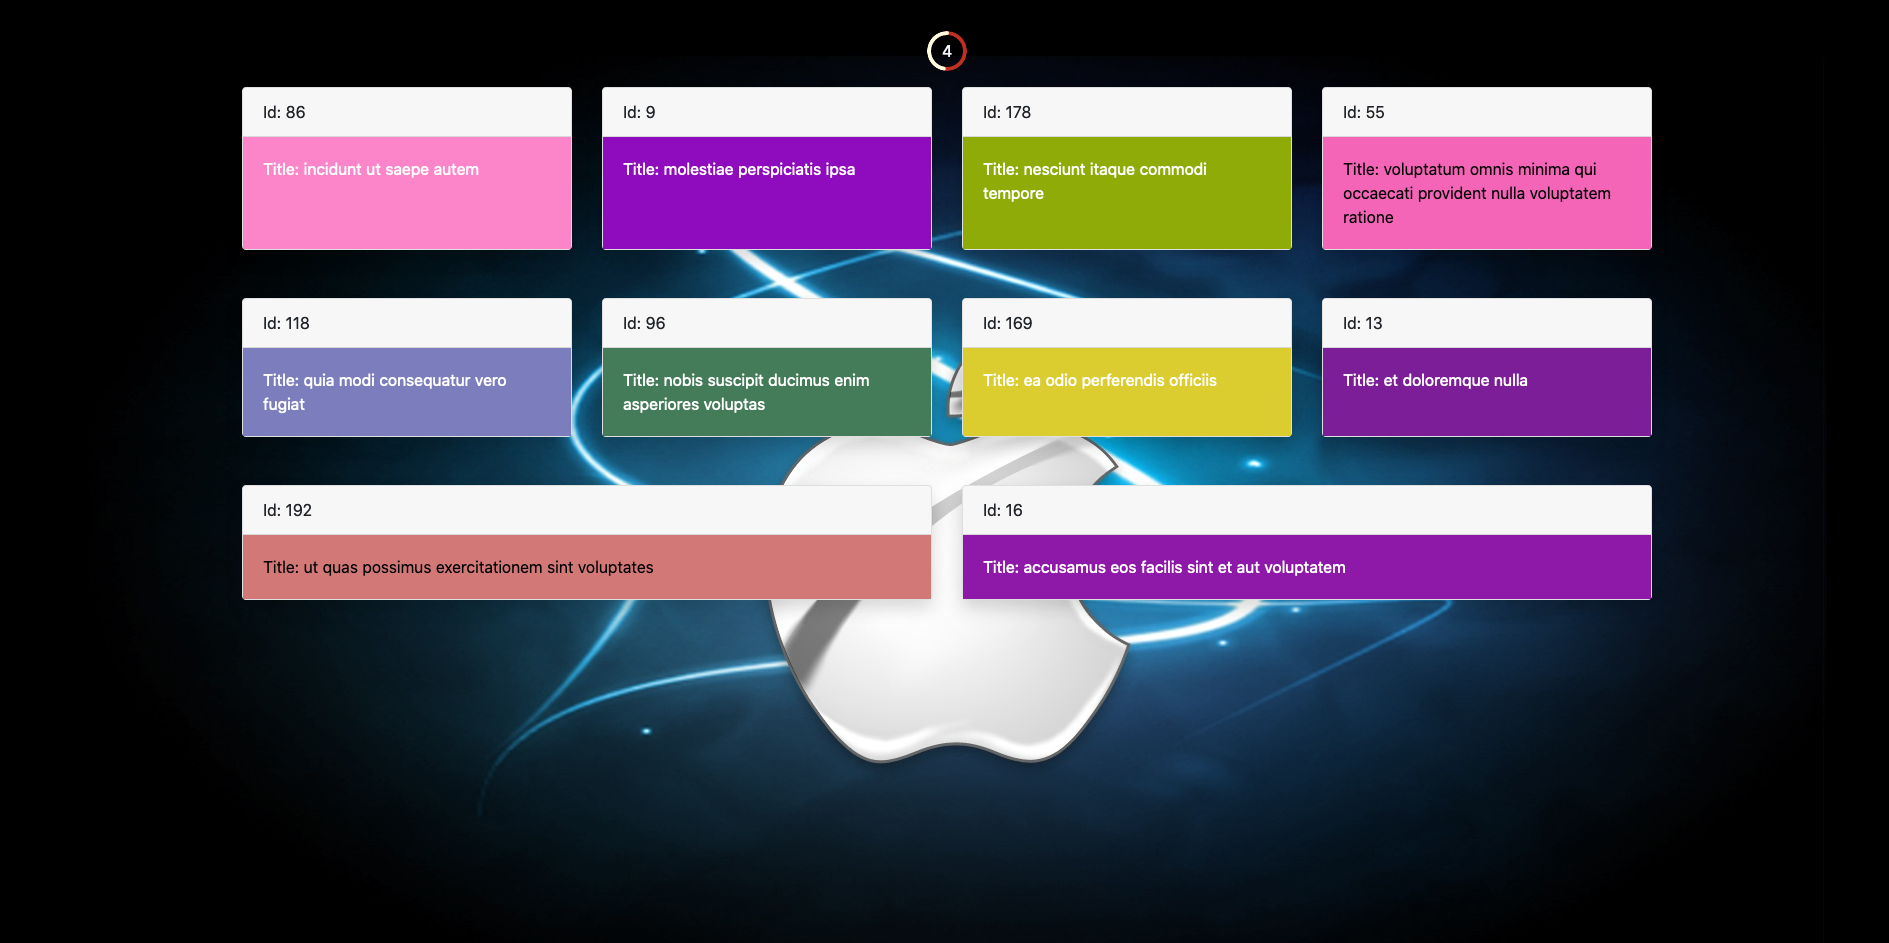 4
Id: 86
Title: incidunt ut saepe autem
Id: 9
Title: molestiae perspiciatis ipsa
Id: 178
Title: nesciunt itaque commodi
tempore
Id: 55
Title: voluptatum omnis minima qui
occaecati provident nulla voluptatem
ratione
Id: 118
Title: quia modi consequatur vero
fugiat
Id: 96
Title: nobis suscipit ducimus enim
asperiores voluptas
Id: 169
Title: ea odio perferendis officiis
Id: 13
Title: et doloremque nulla
Id: 192
Title: ut quas possimus exercitationem sint voluptates
Id: 16
Title: accusamus eos facilis sint et aut voluptatem